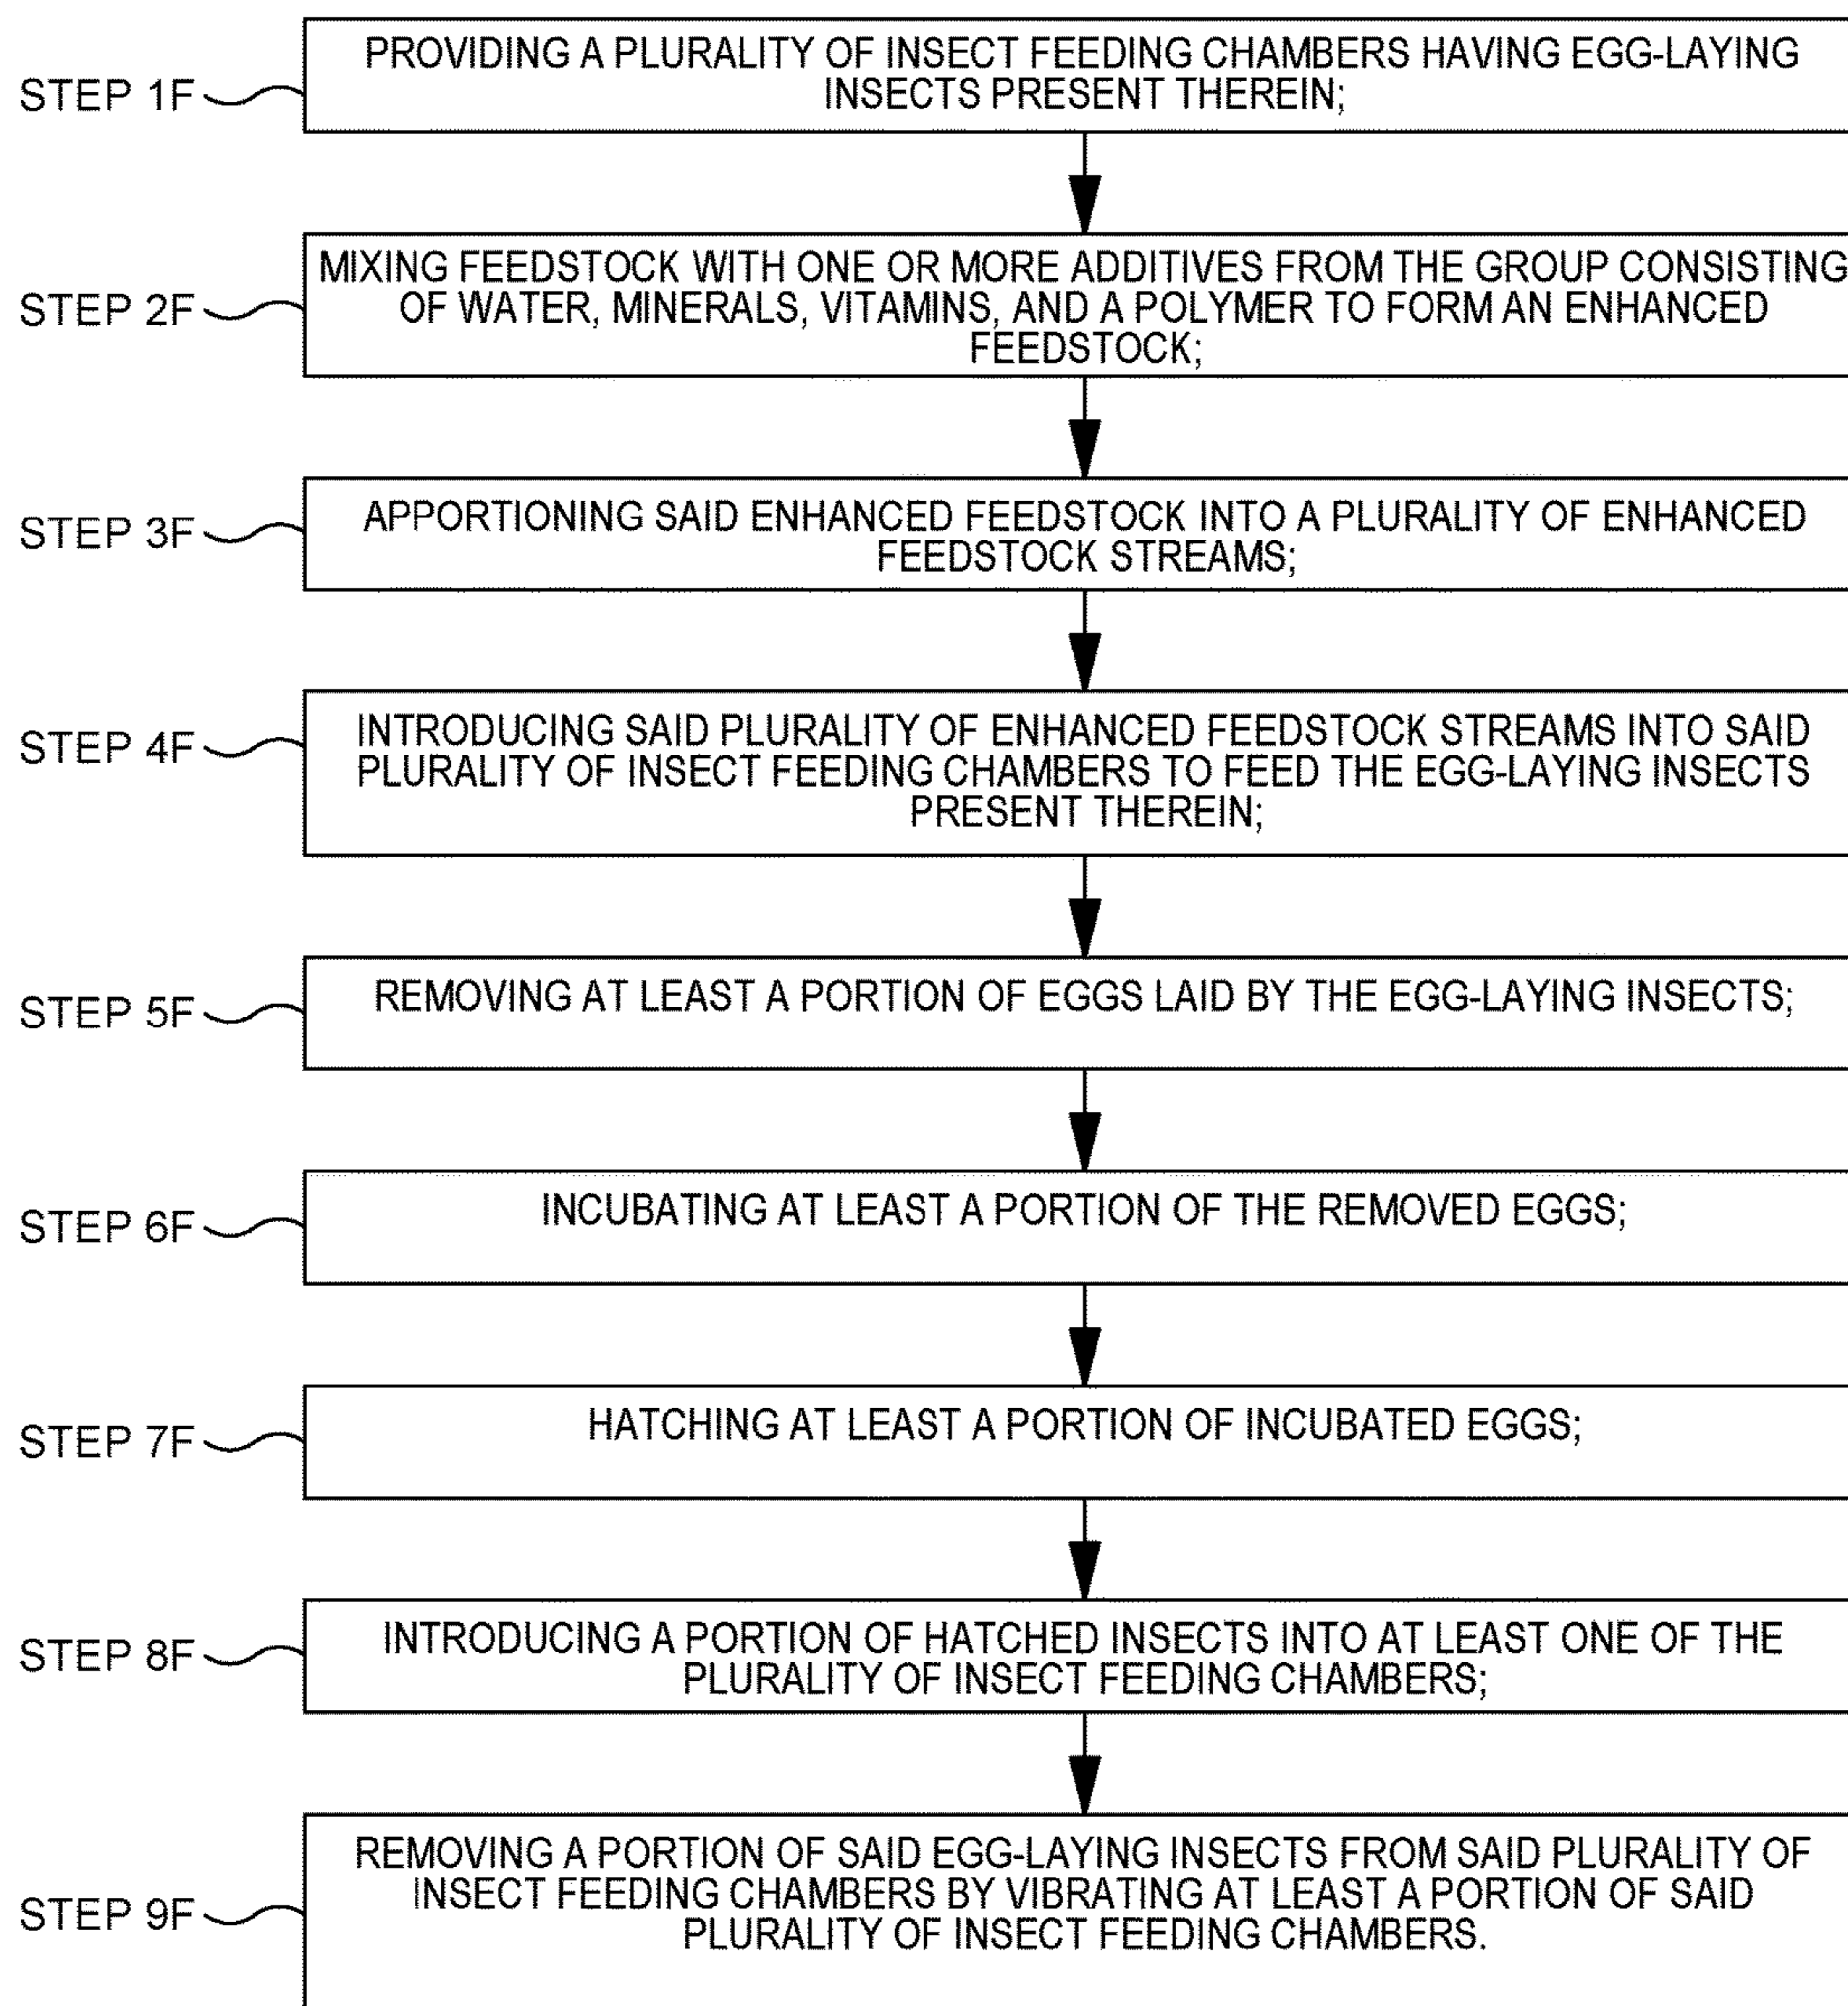 STEP 1F
PROVIDING A PLURALITY OF INSECT FEEDING CHAMBERS HAVING EGG-LAYING
INSECTS PRESENT THEREIN;
STEP 2F
MIXING FEEDSTOCK WITH ONE OR MORE ADDITIVES FROM THE GROUP CONSISTING
OF WATER, MINERALS, VITAMINS, AND A POLYMER TO FORM AN ENHANCED
FEEDSTOCK;
STEP 3F
APPORTIONING SAID ENHANCED FEEDSTOCK INTO A PLURALITY OF ENHANCED
FEEDSTOCK STREAMS;
STEP 4F
INTRODUCING SAID PLURALITY OF ENHANCED FEEDSTOCK STREAMS INTO SAID
PLURALITY OF INSECT FEEDING CHAMBERS TO FEED THE EGG-LAYING INSECTS
PRESENT THEREIN;
STEP 5F
REMOVING AT LEAST A PORTION OF EGGS LAID BY THE EGG-LAYING INSECTS;
STEP 6F
INCUBATING AT LEAST A PORTION OF THE REMOVED EGGS;
STEP 7F
HATCHING AT LEAST A PORTION OF INCUBATED EGGS;
STEP 8F
INTRODUCING A PORTION OF HATCHED INSECTS INTO AT LEAST ONE OF THE
PLURALITY OF INSECT FEEDING CHAMBERS;
STEP 9F
REMOVING A PORTION OF SAID EGG-LAYING INSECTS FROM SAID PLURALITY OF
INSECT FEEDING CHAMBERS BY VIBRATING AT LEAST A PORTION OF SAID
PLURALITY OF INSECT FEEDING CHAMBERS.